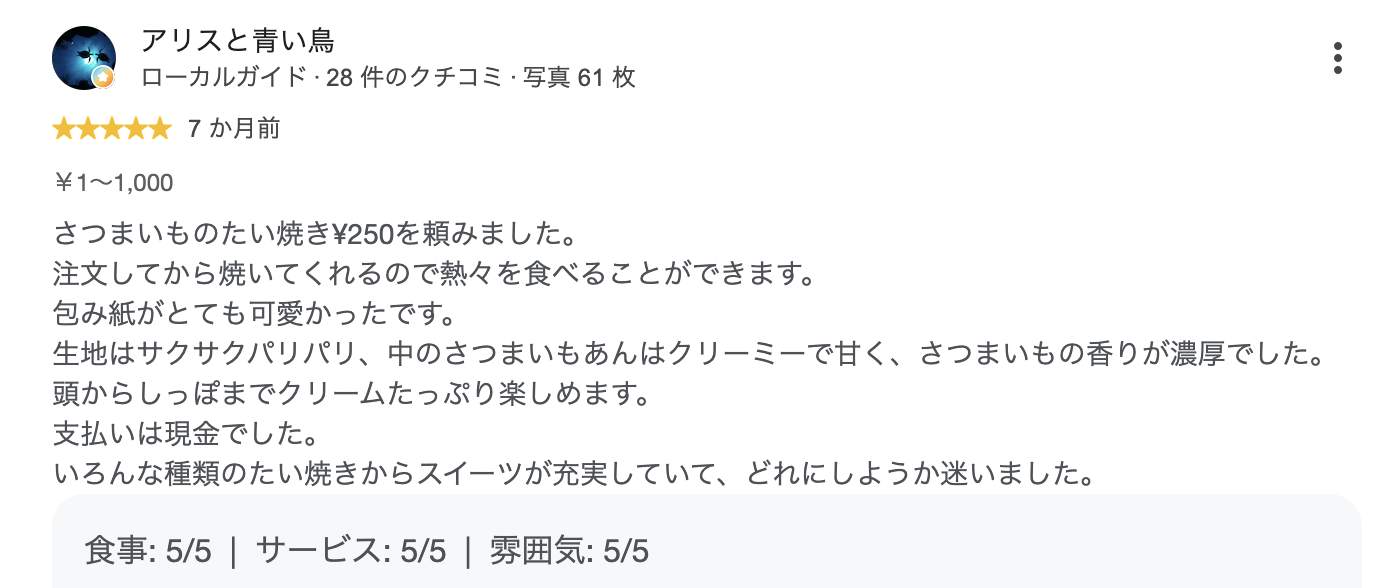 アリスと青い鳥
ローカルガイド · 28 件のクチコミ · 写真 61 枚
★★★★★ 7 か月前
￥1～1,000
さつまいものたい焼き¥250を頼みました。
注文してから焼いてくれるので熱々を食べることができます。
包み紙がとても可愛かったです。
生地はサクサクパリパリ、中のさつまいもあんはクリーミーで甘く、さつまいもの香りが濃厚でした。
頭からしっぽまでクリームたっぷり楽しめます。
支払いは現金でした。
いろんな種類のたい焼きからスイーツが充実していて、どれにしようか迷いました。
食事: 5/5 | サービス: 5/5 | 雰囲気: 5/5